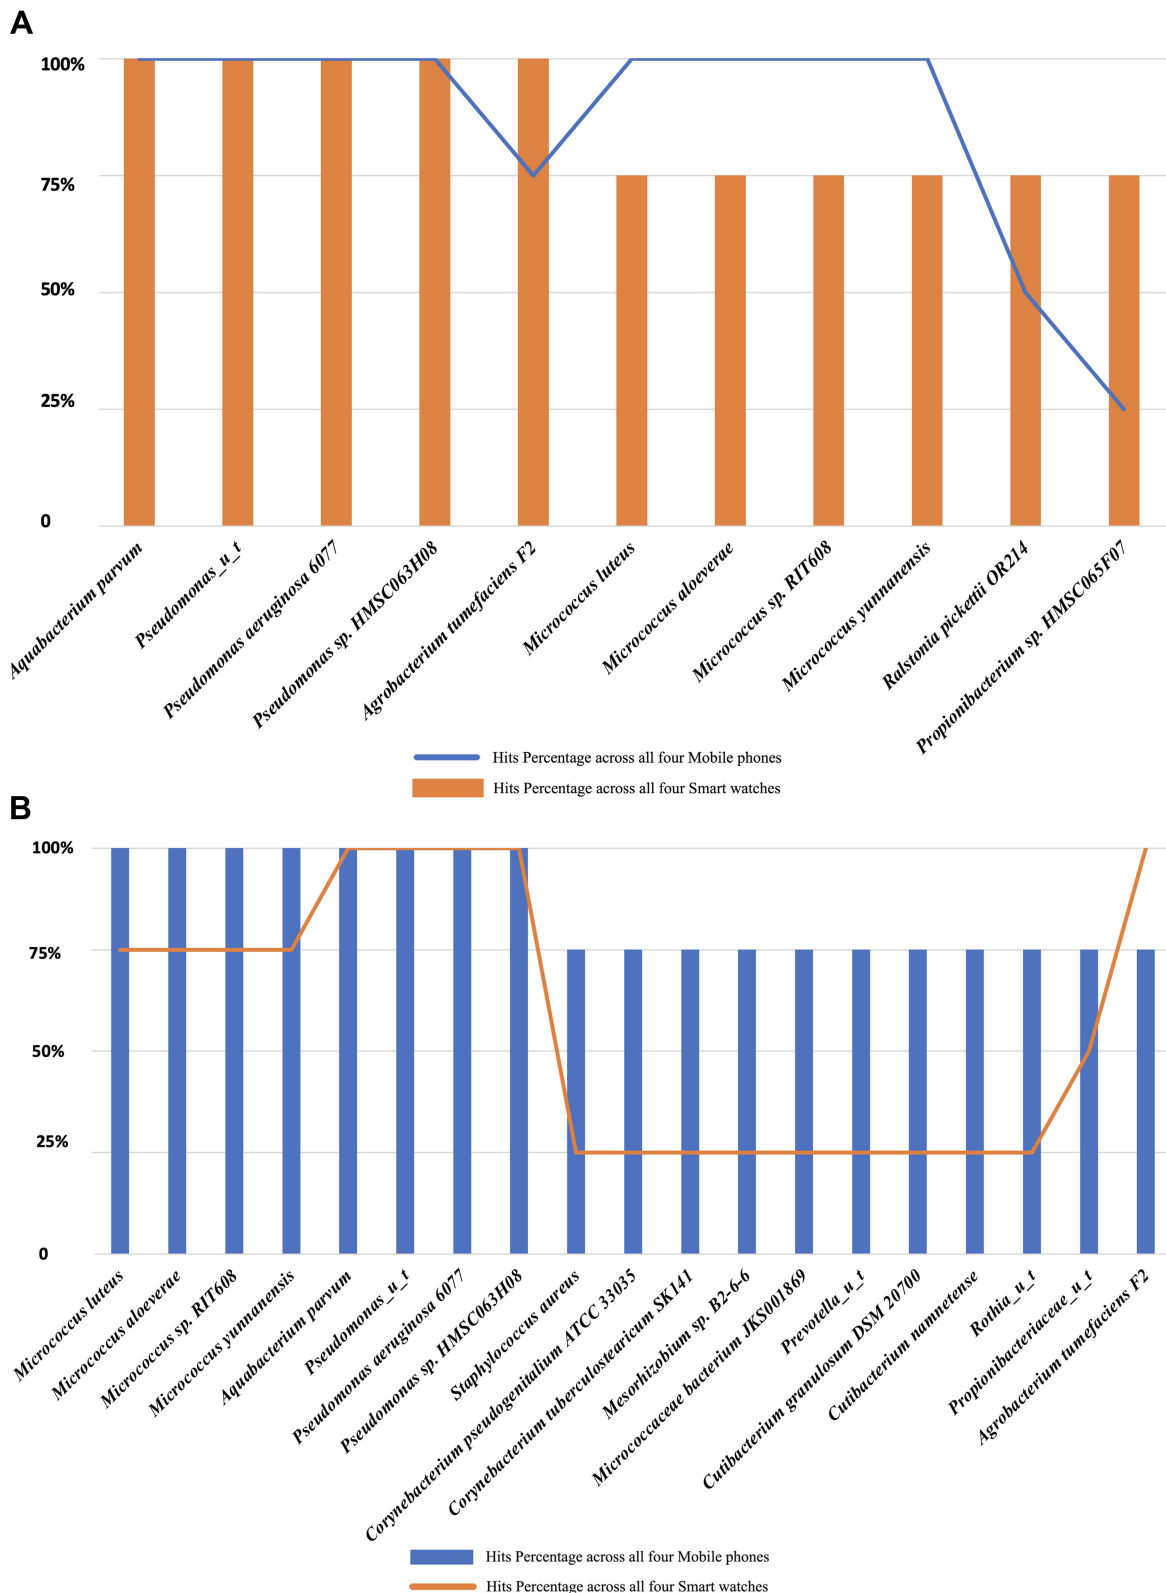 A
100%
75%
50%
25%
0
Aquabacterium parvum
Pseudomonas_u_t
Pseudomonas aeruginosa 6077
Pseudomonas sp. HMSC063H08
Agrobacterium tumefaciens F2
Micrococcus luteus
Micrococcus aloeverae
Micrococcus sp. RIT608
Micrococcus yunnanensis
Ralstonia pickettii OR214
Propionibacterium sp. HMSC065F07
Hits Percentage across all four Mobile phones
Hits Percentage across all four Smart watches
B
100%
75%
50%
25%
0
Micrococcus luteus
Micrococcus aloeverae
Micrococcus sp. RIT608
Micrococcus yunnanensis
Aquabacterium parvum
Pseudomonas_u_t
Pseudomonas aeruginosa 6077
Pseudomonas sp. HMSC063H08
Staphylococcus aureus
Corynebacterium pseudogenitalium ATCC 33035
Corynebacterium tuberculostearicum SK141
Mesorhizobium sp. B2-6-6
Micrococcaceae bacterium JKS001869
Prevotella_u_t
Cutibacterium granulosum DSM 20700
Cutibacterium namnetense
Rothia_u_t
Propionibacteriaceae_u_t
Agrobacterium tumefaciens F2
Hits Percentage across all four Mobile phones
Hits Percentage across all four Smart watches